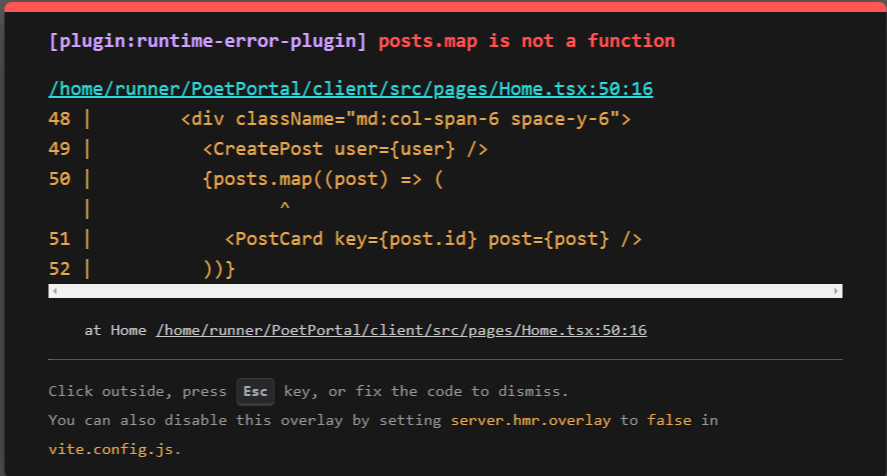 [plugin:runtime-error-plugin] posts.map is not a function
/home/runner/PoetPortal/client/src/pages/Home.tsx:50:16
48 |        <div className="md:col-span-6 space-y-6">
49 |          <CreatePost user={user} />
50 |          {posts.map((post) => (
   |                 ^
51 |            <PostCard key={post.id} post={post} />
52 |          ))}
at Home /home/runner/PoetPortal/client/src/pages/Home.tsx:50:16
Click outside, press Esc key, or fix the code to dismiss.
You can also disable this overlay by setting server.hmr.overlay to false in
vite.config.js.